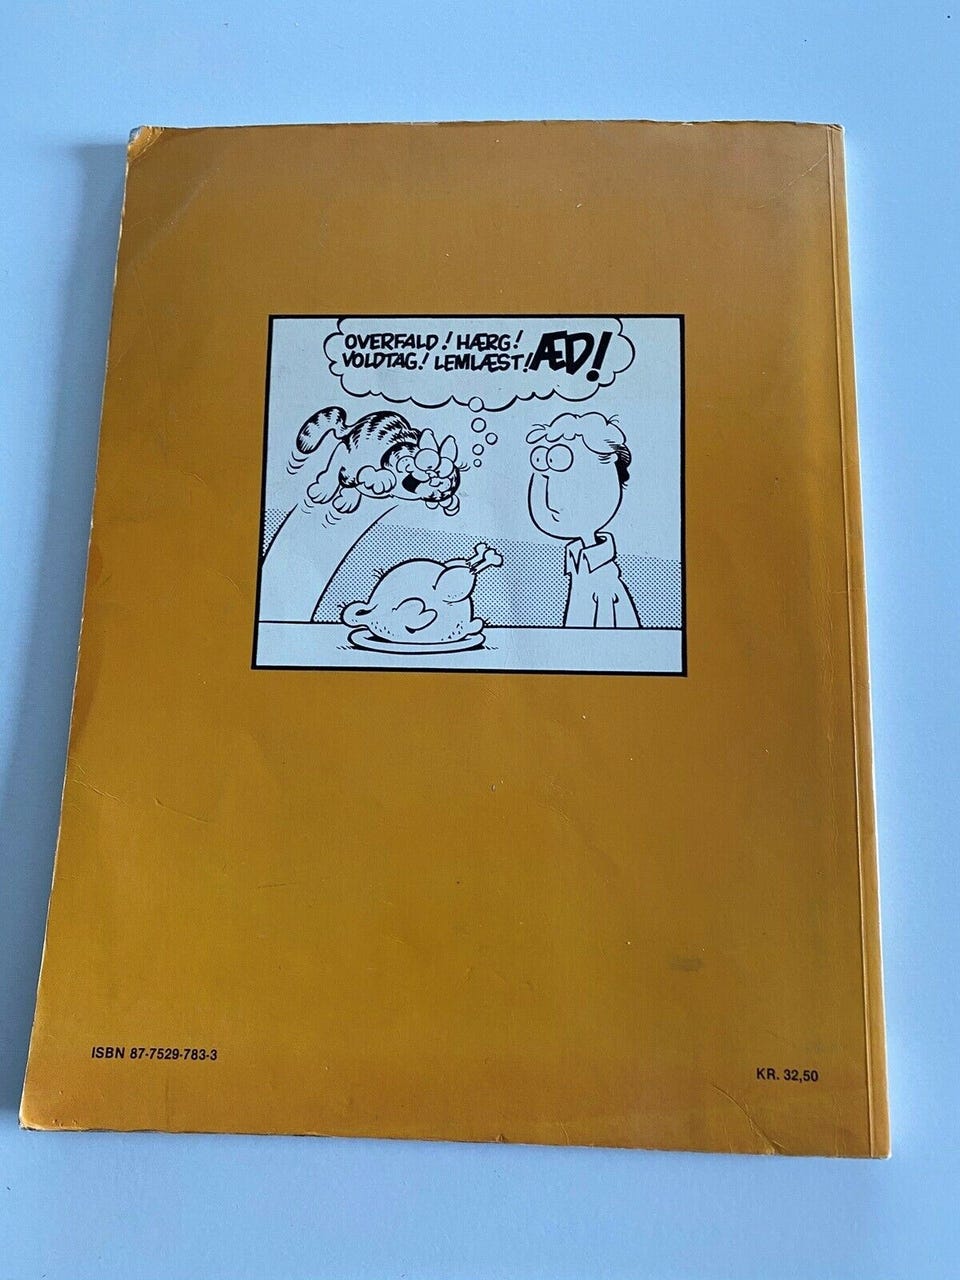 OVERFALD! HÆRG!
VOLDTAG! LEMLÆST! ÆD!
ISBN 87-7529-783-3
KR. 32,50